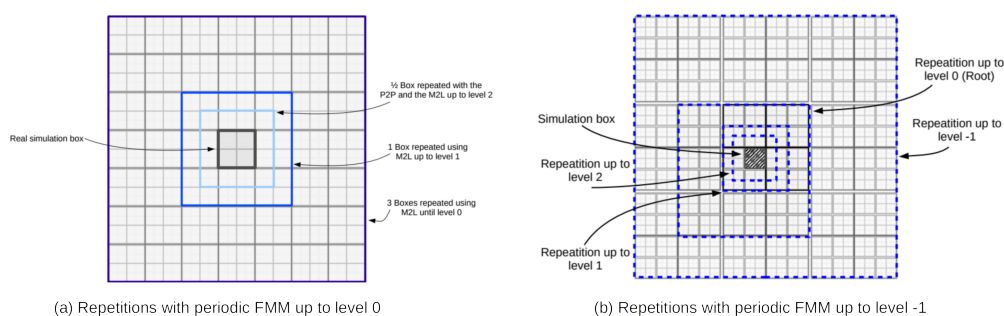 ½ Box repeated with the
P2P and the M2L up to level 2
Real simulation box
1 Box repeated using
M2L up to level 1
3 Boxes repeated using
M2L until level 0
(a) Repetitions with periodic FMM up to level 0
Repeatition up to
level 0 (Root)
Simulation box
Repeatition up to
level -1
Repeatition up to
level 2
Repeatition up to
level 1
(b) Repetitions with periodic FMM up to level -1